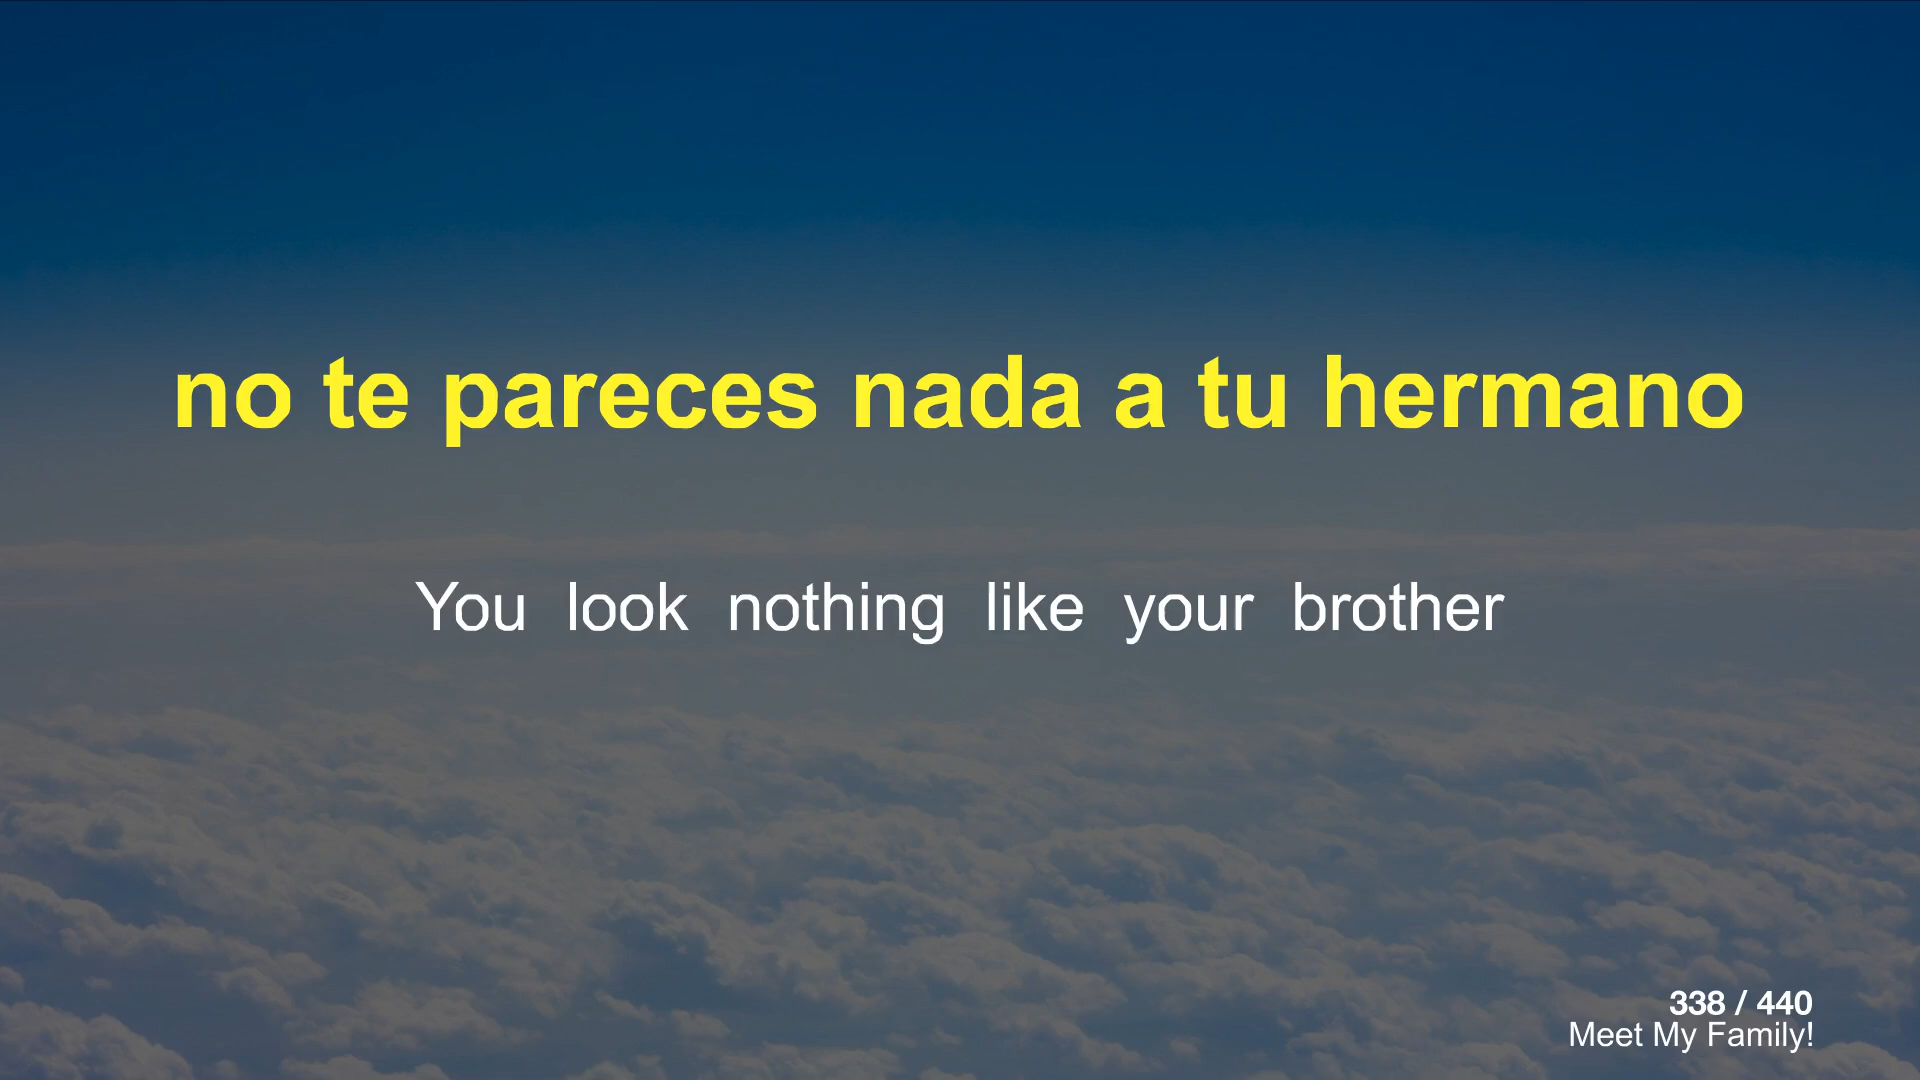 no te pareces nada a tu hermano
You look nothing like your brother
338 / 440
Meet My Family!